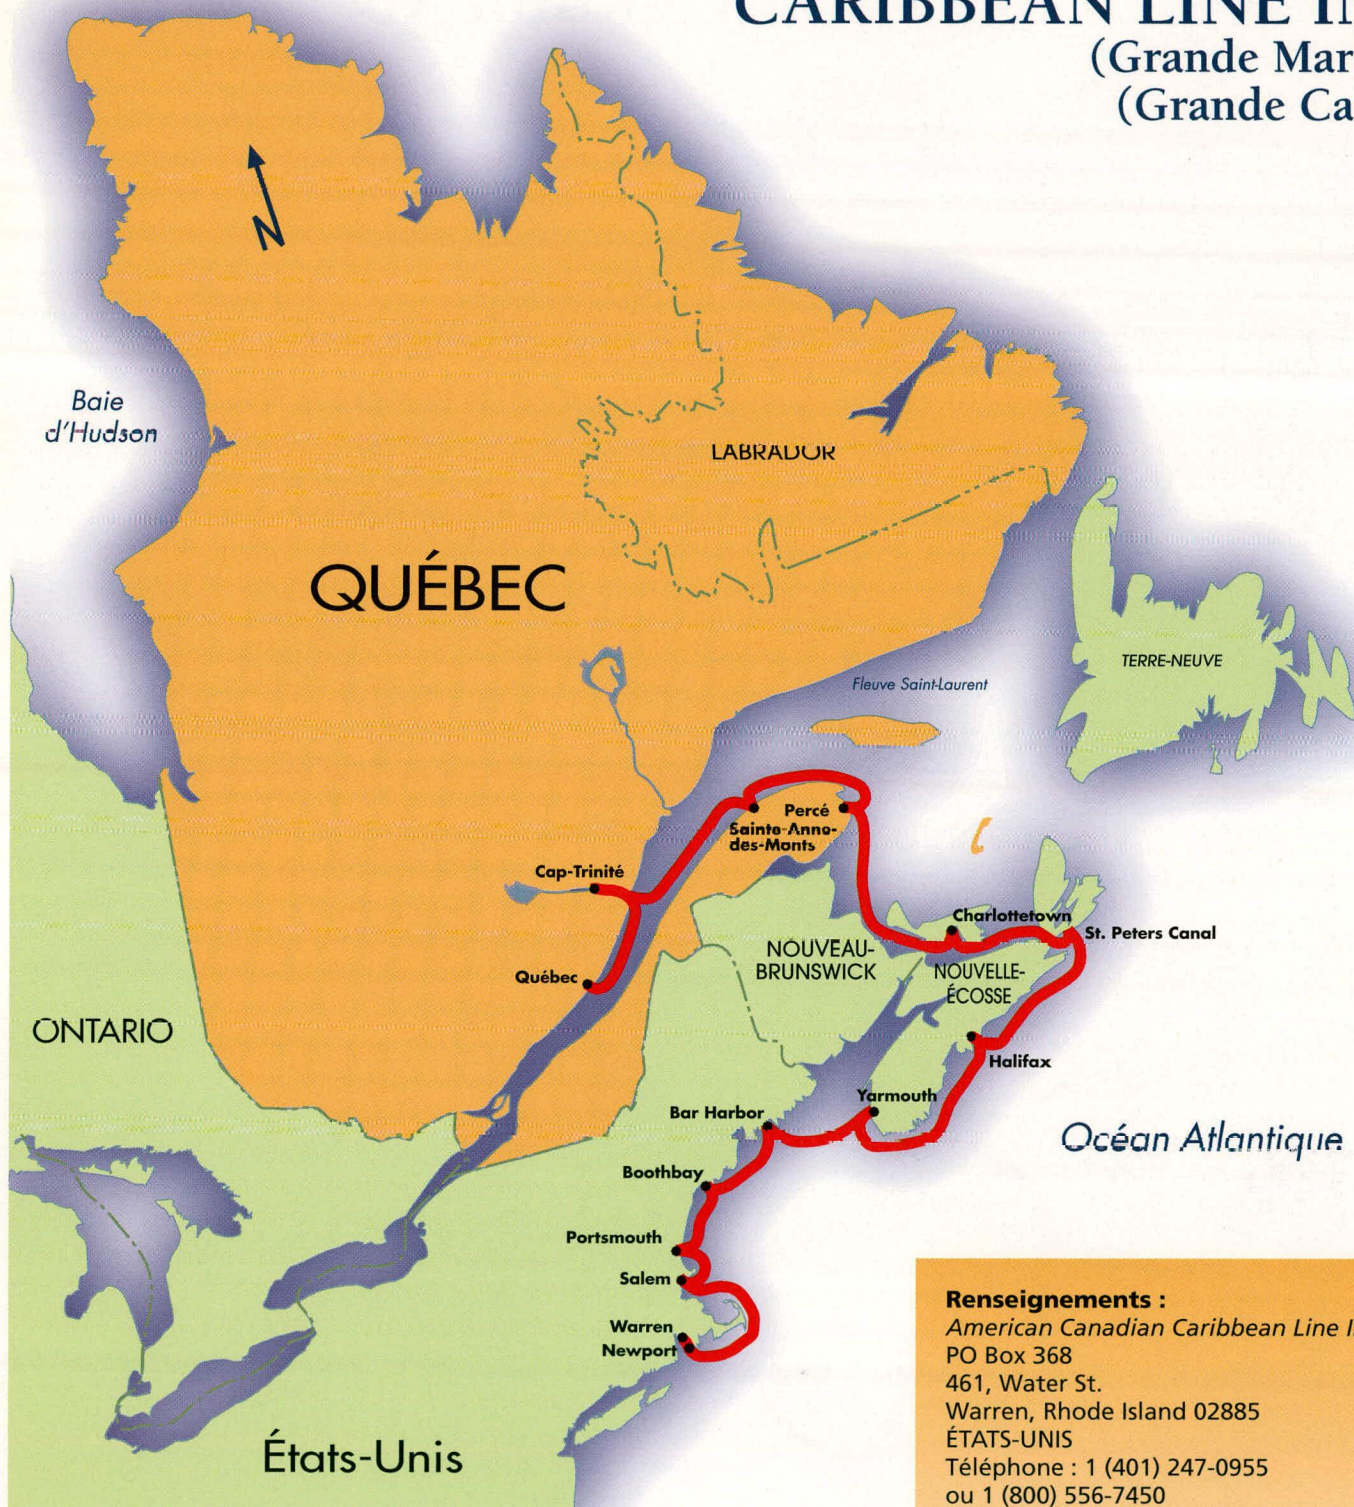 CARIBBEAN LINE IN
(Grande Mar
(Grande Ca
N
Baie
d'Hudson
LABRADOR
QUÉBEC
TERRE-NEUVE
Fleuve Saint-Laurent
Percé
Sainte-Anne-
des-Monts
Cap-Trinité
Charlottetown
St. Peters Canal
NOUVEAU-
BRUNSWICK
NOUVELLE-
ÉCOSSE
Québec
ONTARIO
Halifax
Yarmouth
Bar Harbor
Océan Atlantique
Boothbay
Portsmouth
Salem
Warren
Newport
États-Unis
Renseignements :
American Canadian Caribbean Line I
PO Box 368
461, Water St.
Warren, Rhode Island 02885
ÉTATS-UNIS
Téléphone : 1 (401) 247-0955
ou 1 (800) 556-7450